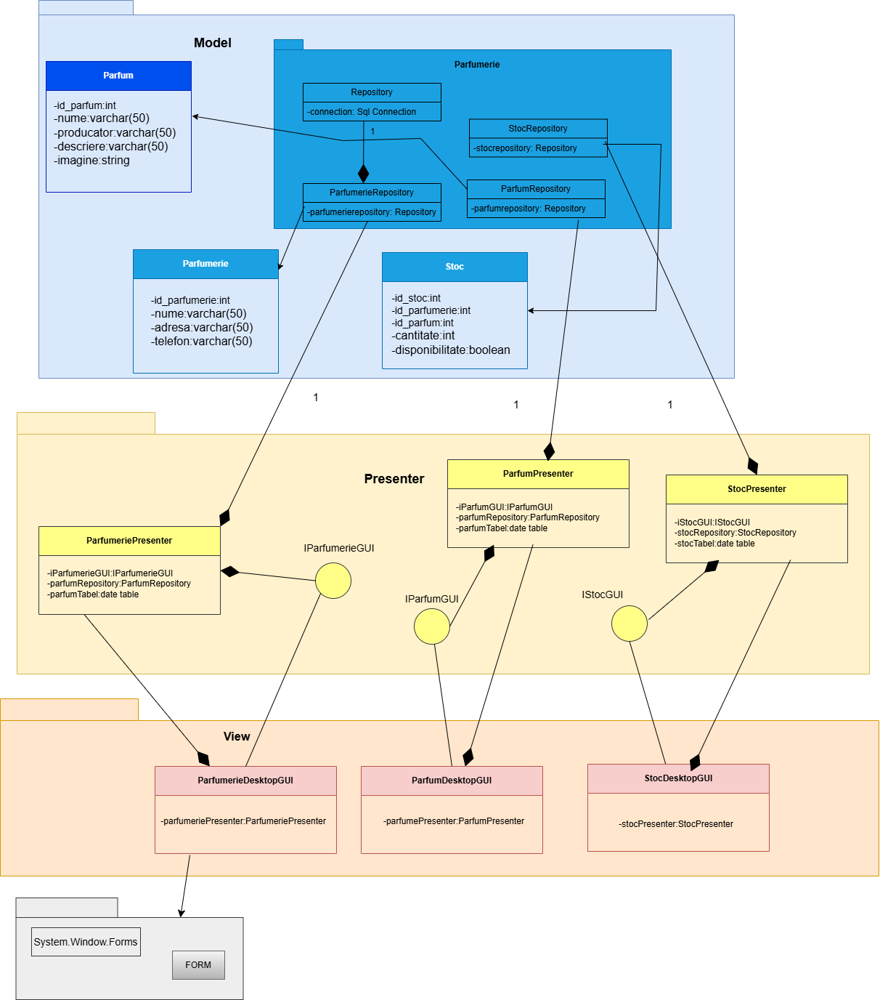 Model
Parfum
-id_parfum:int
-nume:varchar(50)
-producator:varchar(50)
-descriere:varchar(50)
-imagine:string
Parfumerie
Repository
-connection: Sql Connection
1
StocRepository
-stocrepository: Repository
ParfumerieRepository
-parfumerierepository: Repository
ParfumRepository
-parfumrepository: Repository
Parfumerie
-id_parfumerie:int
-nume:varchar(50)
-adresa:varchar(50)
-telefon:varchar(50)
Stoc
-id_stoc:int
-id_parfumerie:int
-id_parfum:int
-cantitate:int
-disponibilitate:boolean
1
1
1
Presenter
ParfumPresenter
-iParfumGUI:IParfumGUI
-parfumRepository:ParfumRepository
-parfumTabel:date table
StocPresenter
-iStocGUI:IStocGUI
-stocRepository:StocRepository
-stocTabel:date table
ParfumeriePresenter
-iParfumerieGUI:IParfumerieGUI
-parfumRepository:ParfumRepository
-parfumTabel:date table
IParfumerieGUI
IParfumGUI
IStocGUI
View
ParfumerieDesktopGUI
-parfumeriePresenter:ParfumeriePresenter
ParfumDesktopGUI
-parfumePresenter:ParfumPresenter
StocDesktopGUI
-stocPresenter:StocPresenter
System.Window.Forms
FORM